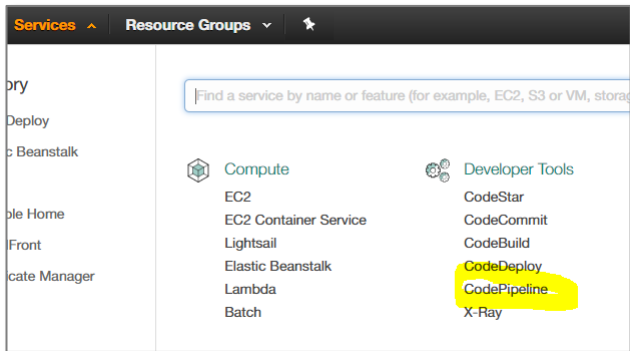 Services Resource Groups
ory
Deploy
c Beanstalk
ole Home
Front
icate Manager
Find a service by name or feature (for example, EC2, S3 or VM, storag
Compute
EC2
EC2 Container Service
Lightsail
Elastic Beanstalk
Lambda
Batch
Developer Tools
CodeStar
CodeCommit
CodeBuild
CodeDeploy
CodePipeline
X-Ray